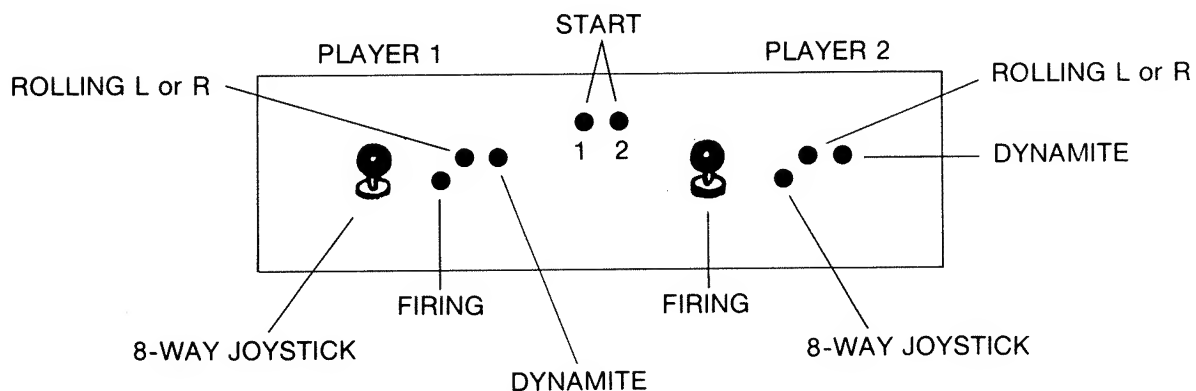 START
PLAYER 1
PLAYER 2
ROLLING L or R
ROLLING L or R
1 2
DYNAMITE
FIRING
FIRING
8-WAY JOYSTICK
8-WAY JOYSTICK
DYNAMITE